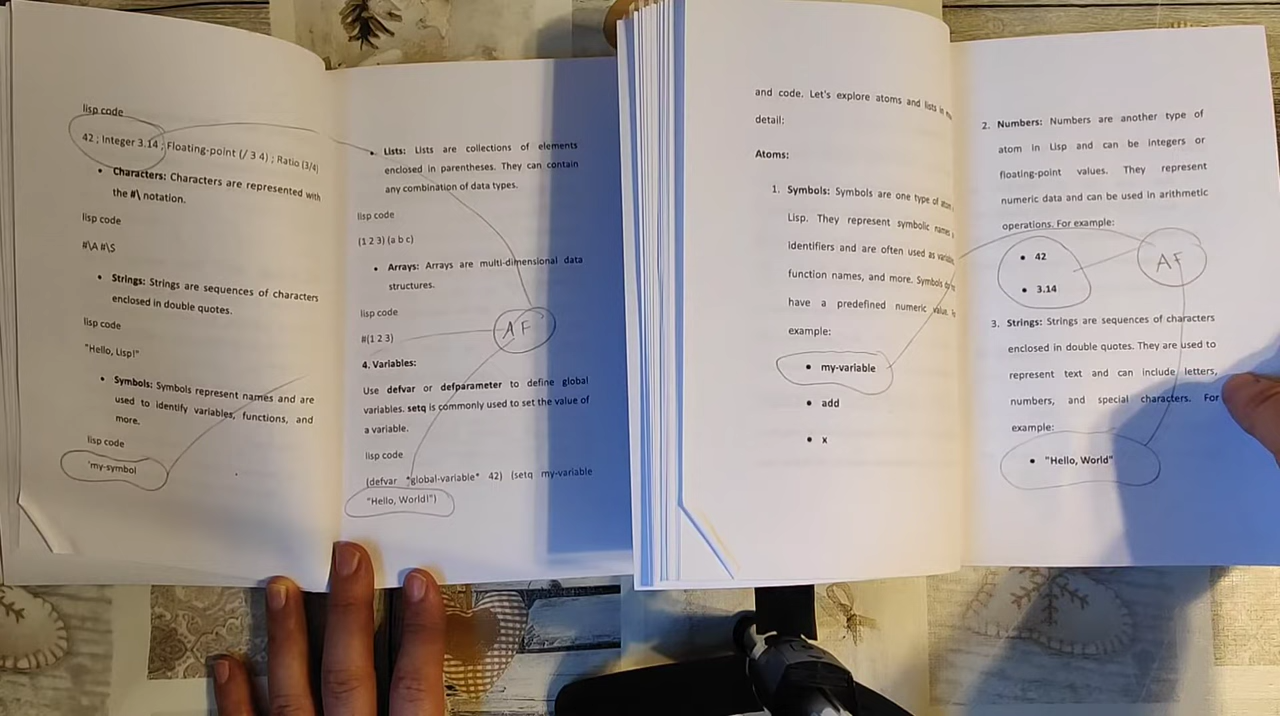 lisp code
42 ; Integer 3.14 ; Floating-point (/ 3 4) ; Ratio (3/4)
• Characters: Characters are represented with
the #\ notation.
lisp code
#\A #\S
• Strings: Strings are sequences of characters
enclosed in double quotes.
lisp code
"Hello, Lisp!"
• Symbols: Symbols represent names and are
used to identify variables, functions, and
more.
lisp code
'my-symbol
• Lists: Lists are collections of elements
enclosed in parentheses. They can contain
any combination of data types.
lisp code
(1 2 3) (a b c)
• Arrays: Arrays are multi-dimensional data
structures.
lisp code
#(1 2 3)
AF
4. Variables:
Use defvar or defparameter to define global
variables. setq is commonly used to set the value of
a variable.
lisp code
(defvar *global-variable* 42) (setq my-variable
"Hello, World!")
and code. Let's explore atoms and lists in
detail:
Atoms:
1. Symbols: Symbols are one type of
Lisp. They represent symbolic names
identifiers and are often used as
function names, and more. Symbols
have a predefined numeric value.
example:
• my-variable
• add
• x
2. Numbers: Numbers are another type of
atom in Lisp and can be integers or
floating-point values. They represent
numeric data and can be used in arithmetic
operations. For example:
• 42
• 3.14
AF
3. Strings: Strings are sequences of characters
enclosed in double quotes. They are used to
represent text and can include letters,
numbers, and special characters. For
example:
• "Hello, World"